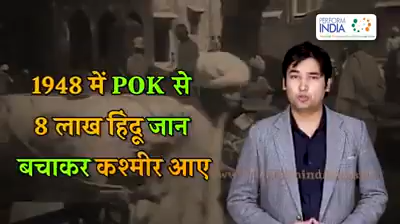 PERFORM
INDIA
1948 में POK से
8 लाख हिंदू जान
बचाकर कश्मीर आए